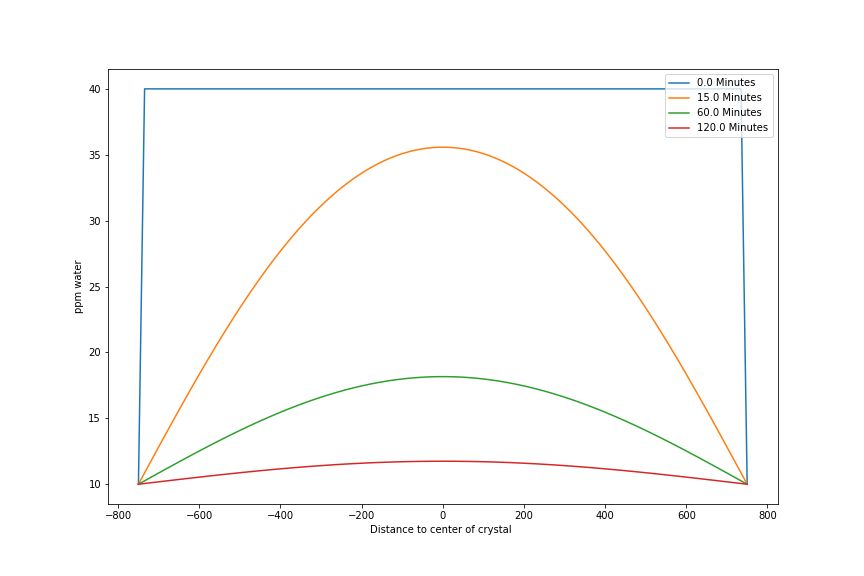 40
35
30
25
20
15
10
ppm water
0.0 Minutes
15.0 Minutes
60.0 Minutes
120.0 Minutes
−800
−600
−400
−200
0
200
400
600
800
Distance to center of crystal